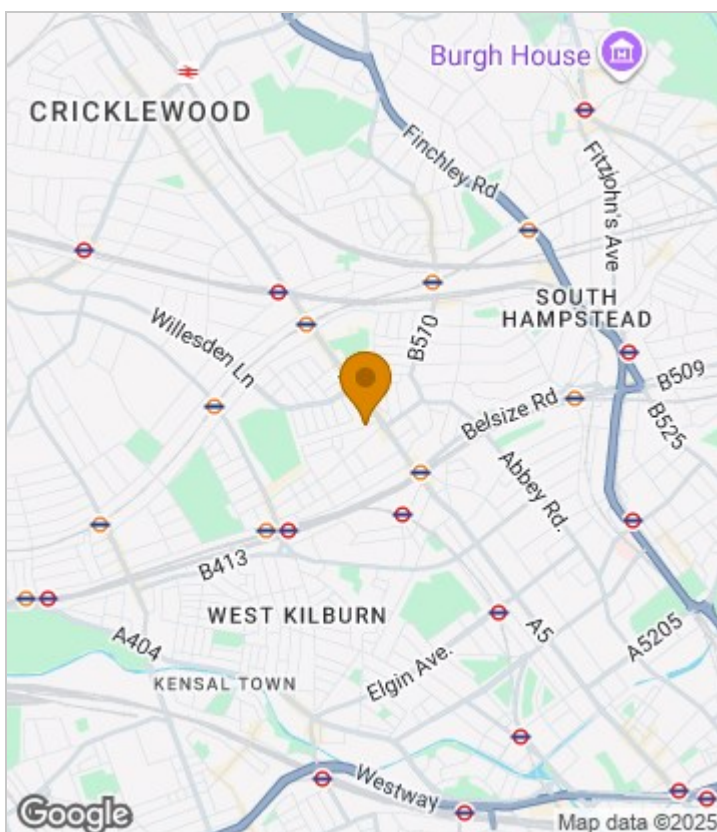 Burgh House
CRICKLEWOOD
Finchley Rd
Fitzjohn's Ave
SOUTH
HAMPSTEAD
Willesden Ln
B510
B509
Belsize Rd
B525
Abbey Rd.
B413
WEST KILBURN
A404
A5
A5205
Elgin Ave.
KENSAL TOWN
Westway
Google
Map data ©2025